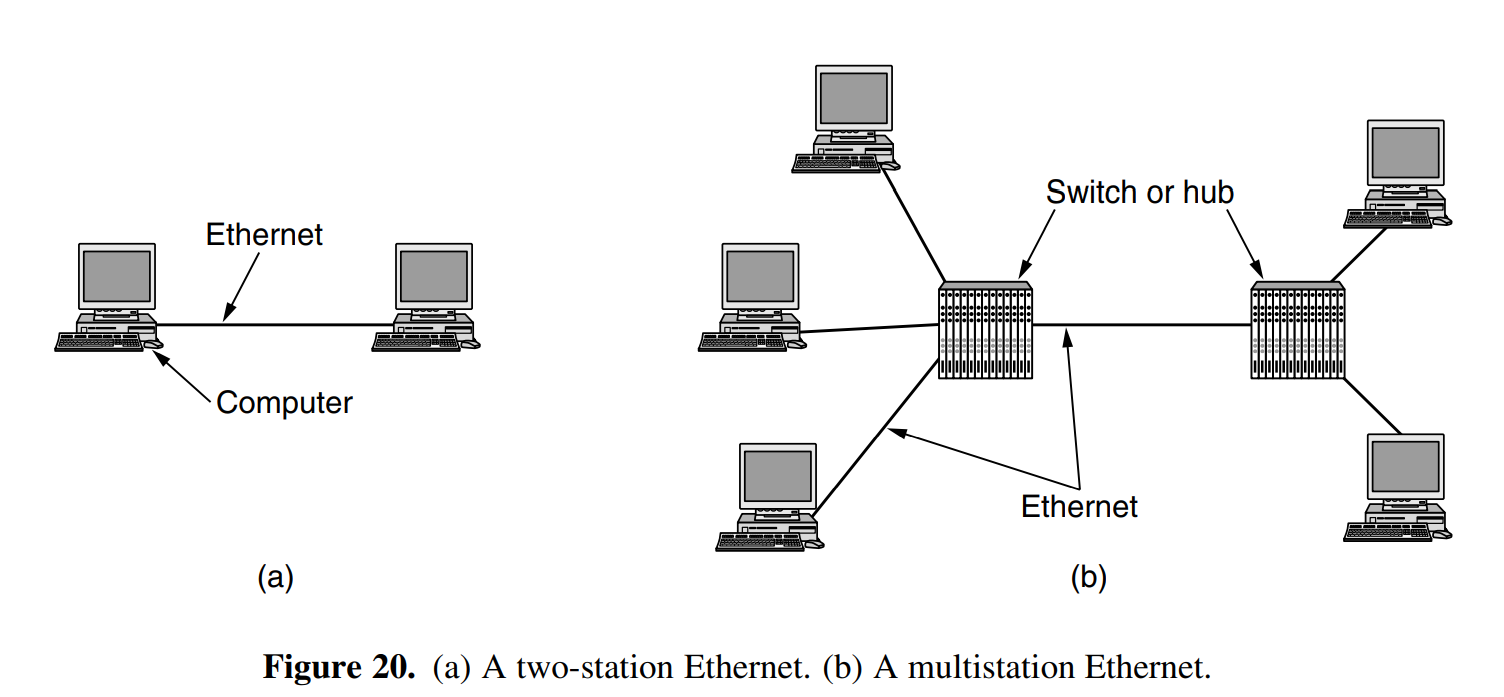 Ethernet
Computer
(a)
Switch or hub
Ethernet
(b)
Figure 20. (a) A two-station Ethernet. (b) A multistation Ethernet.